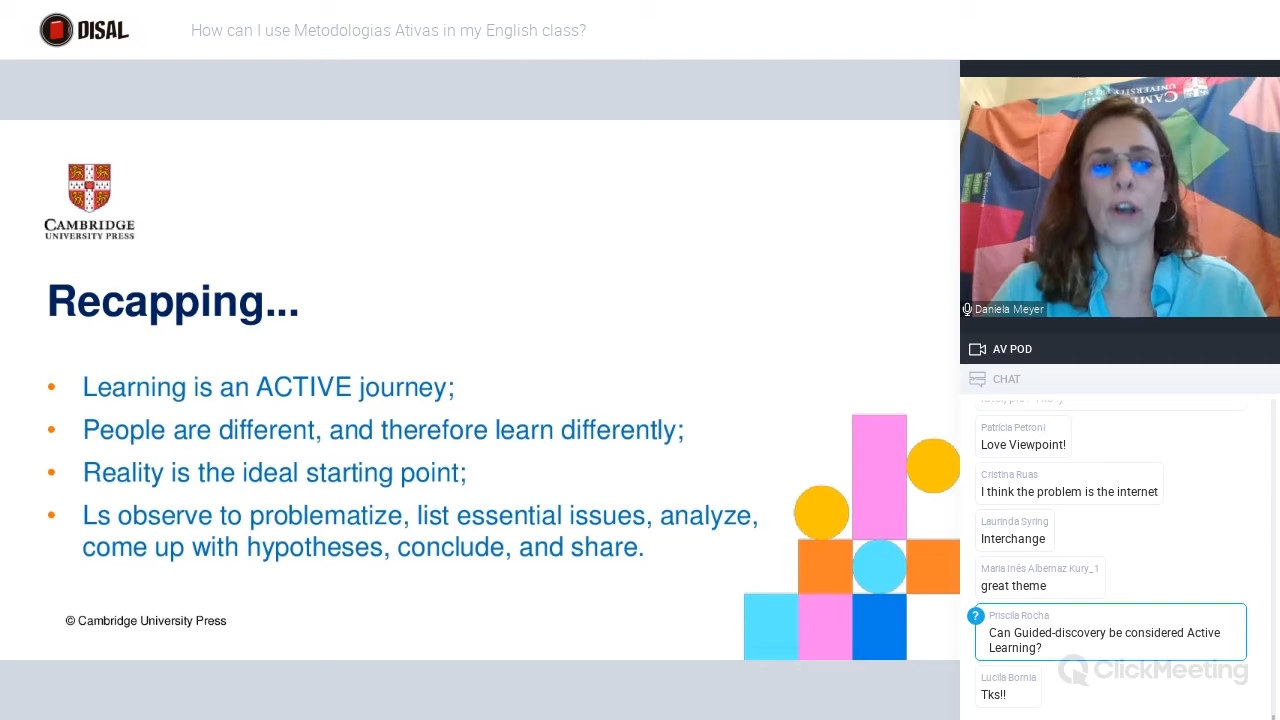 DISAL
How can I use Metodologias Ativas in my English class?
CAMBRIDGE
UNIVERSITY PRESS
Recapping...
• Learning is an ACTIVE journey;
• People are different, and therefore learn differently;
• Reality is the ideal starting point;
• Ls observe to problematize, list essential issues, analyze,
come up with hypotheses, conclude, and share.
© Cambridge University Press
Daniela Meyer
AV POD
CHAT
Patricia Petroni
Love Viewpoint!
Cristina Ruas
I think the problem is the internet
Laurinda Syring
Interchange
Maria Inês Albernaz Kury_1
great theme
?
Priscila Rocha
Can Guided-discovery be considered Active
Learning?
ClickMeeting
Lucila Bornia
Tks!!